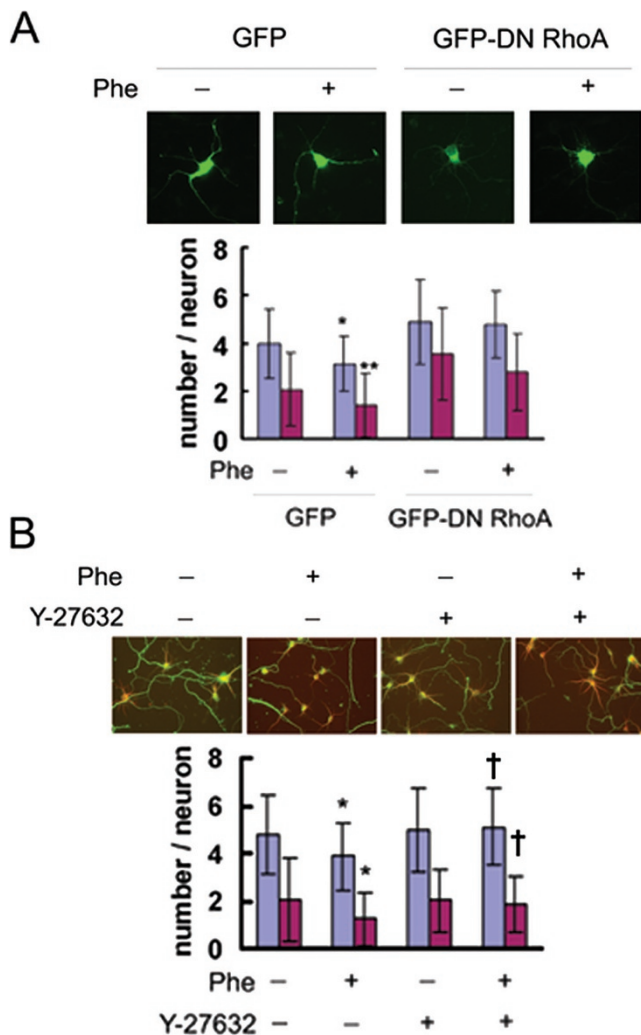 A
GFP GFP-DN RhoA
Phe – + – +
8
6
4
2
0
number / neuron
* **
Phe – + – +
GFP GFP-DN RhoA
B
Phe – + – +
Y-27632 – – + +
8
6
4
2
0
number / neuron
* * † †
Phe – + – +
Y-27632 – – + +